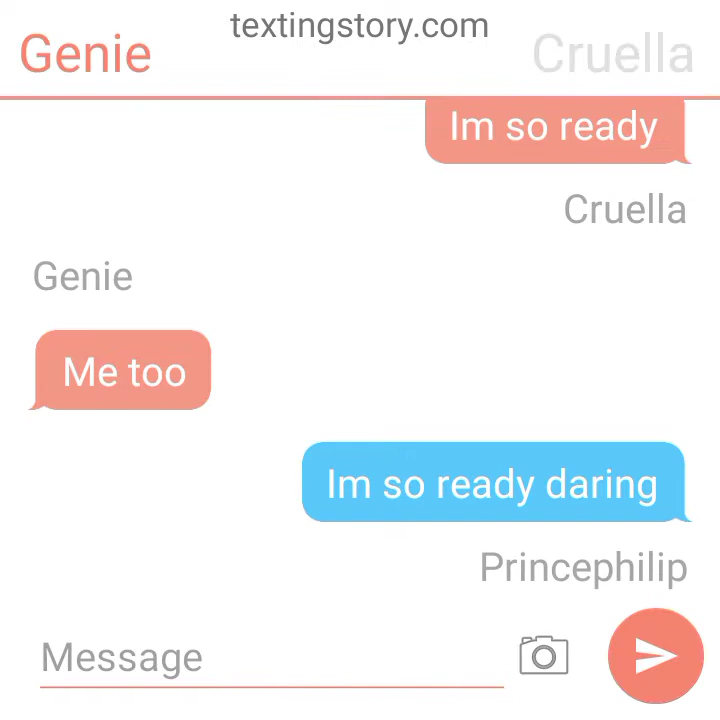 textingstory.com
Genie
Cruella
Im so ready
Cruella
Genie
Me too
Im so ready daring
Princephilip
Message